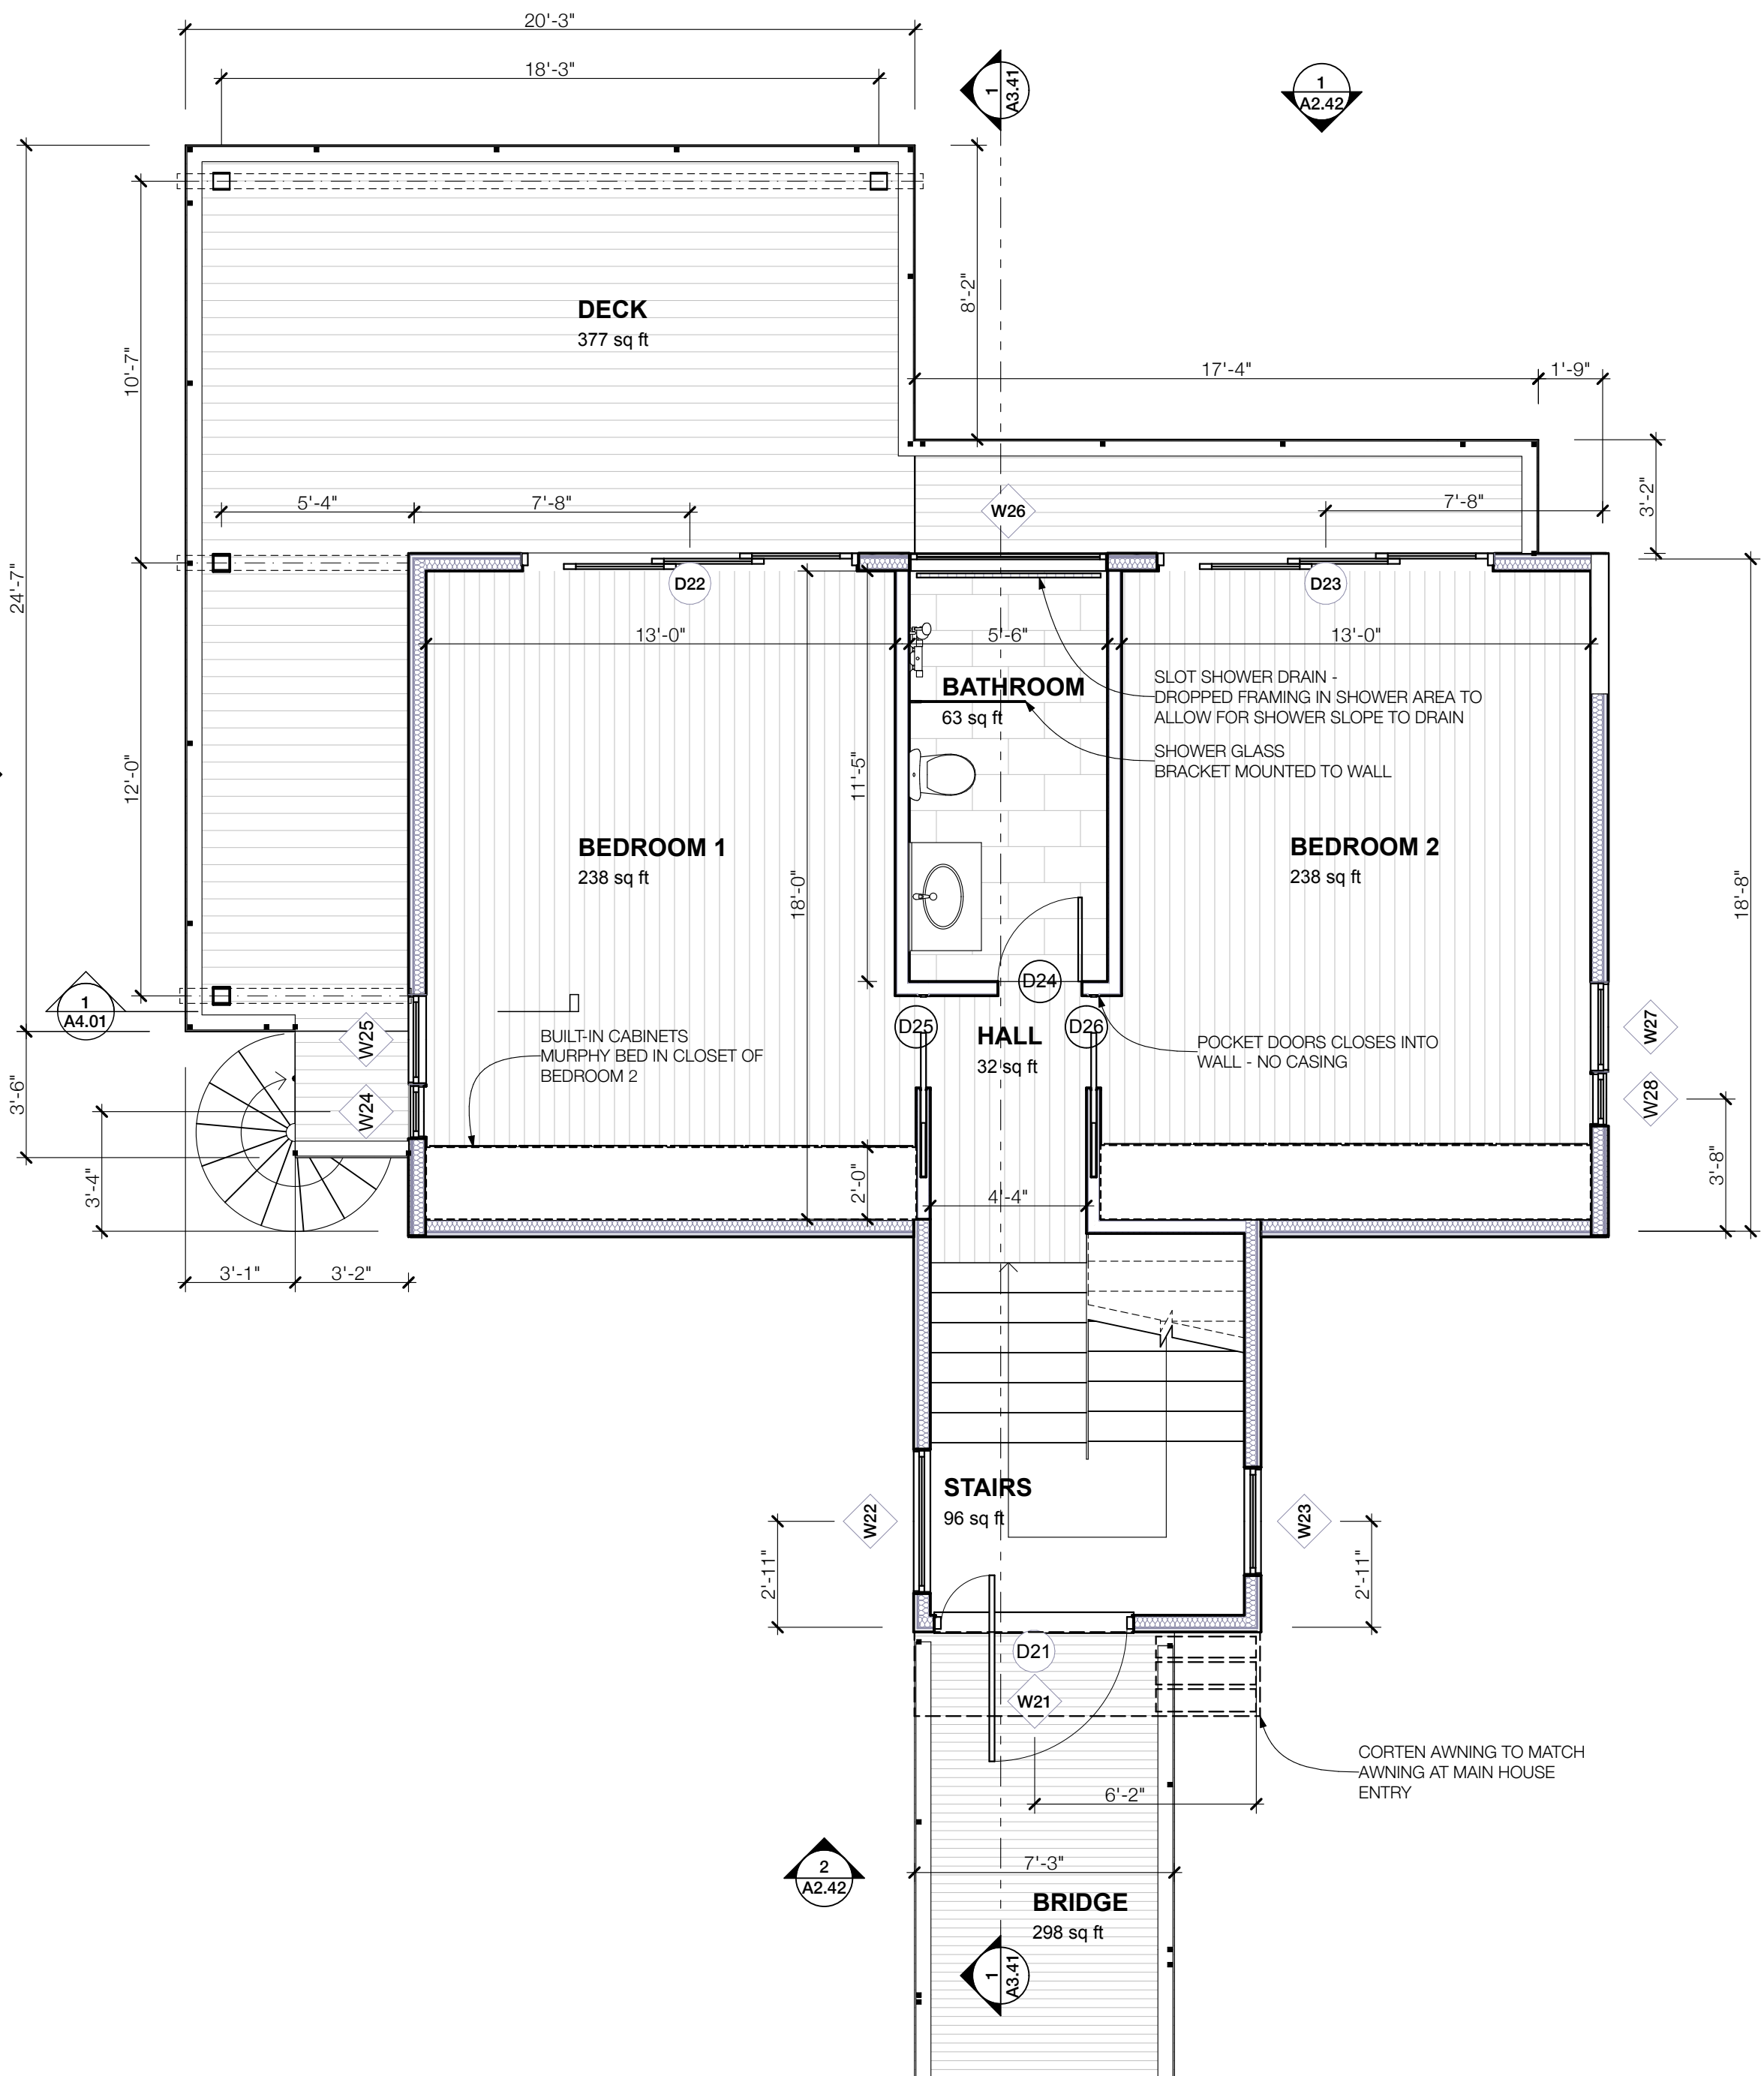 20'-3"
18'-3"
1
A3.41
1
A2.42
DECK
377 sq ft
8'-2"
10'-7"
17'-4"
1'-9"
24'-7"
5'-4"
7'-8"
W26
7'-8"
3'-2"
D22
D23
13'-0"
5'-6"
13'-0"
BATHROOM
63 sq ft
SLOT SHOWER DRAIN -
DROPPED FRAMING IN SHOWER AREA TO
ALLOW FOR SHOWER SLOPE TO DRAIN
SHOWER GLASS
BRACKET MOUNTED TO WALL
12'-0"
11'-5"
BEDROOM 1
238 sq ft
18'-0"
BEDROOM 2
238 sq ft
18'-8"
1
A4.01
D24
W25
BUILT-IN CABINETS
MURPHY BED IN CLOSET OF
BEDROOM 2
D25
D26
HALL
32 sq ft
POCKET DOORS CLOSES INTO
WALL - NO CASING
W27
3'-6"
W24
W28
3'-4"
2'-0"
4'-4"
3'-8"
3'-1"
3'-2"
STAIRS
96 sq ft
W22
W23
2'-11"
2'-11"
D21
W21
CORTEN AWNING TO MATCH
AWNING AT MAIN HOUSE
ENTRY
6'-2"
2
A2.42
7'-3"
BRIDGE
298 sq ft
1
A3.41